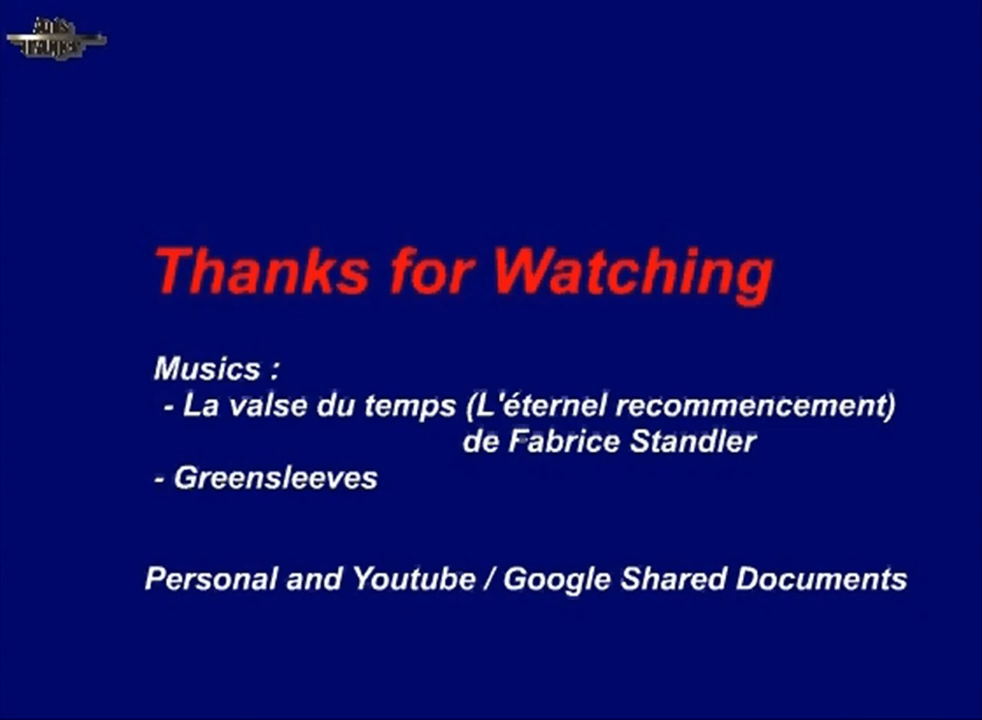 Thanks for Watching
Musics :
- La valse du temps (L'éternel recommencement)
de Fabrice Standler
- Greensleeves
Personal and Youtube / Google Shared Documents